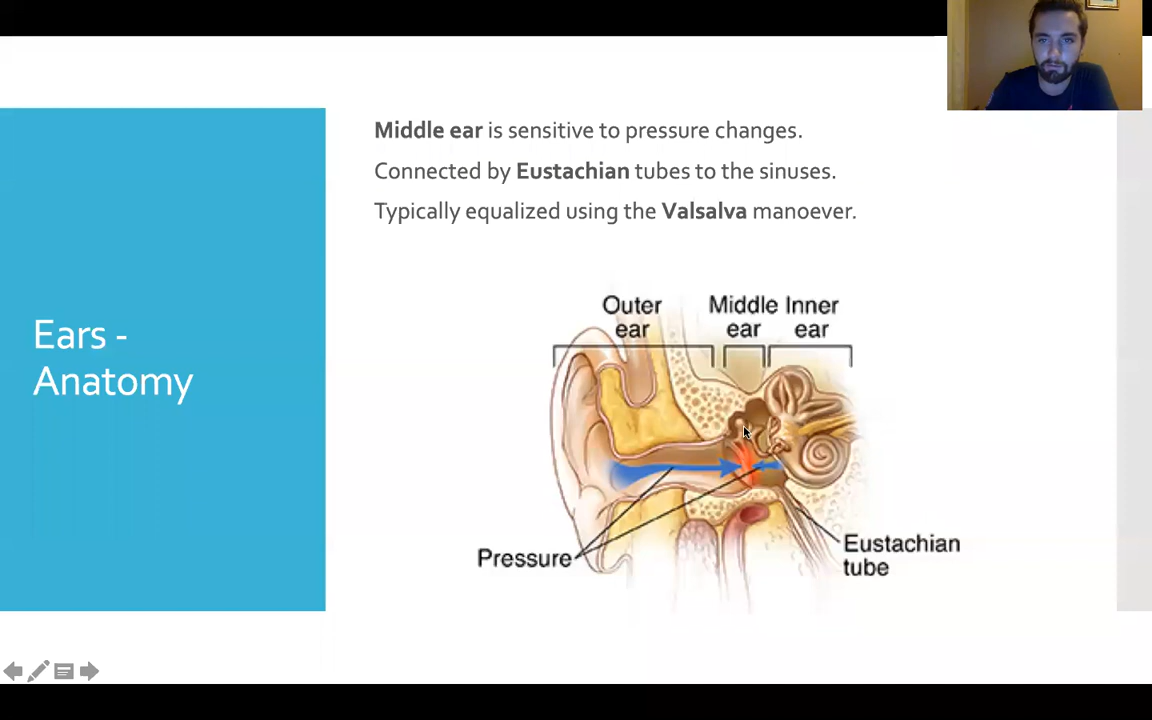 Middle ear is sensitive to pressure changes.
Connected by Eustachian tubes to the sinuses.
Typically equalized using the Valsalva manoever.
Ears -
Anatomy
Outer
ear
Middle
ear
Inner
ear
Pressure
Eustachian
tube